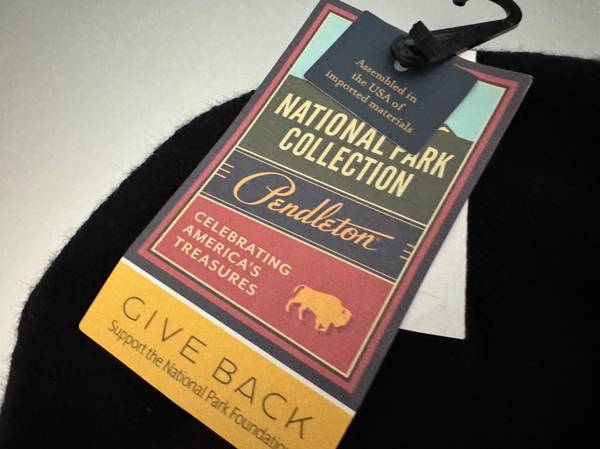 Assembled in
the USA of
imported materials
NATIONAL PARK
COLLECTION
Pendleton
CELEBRATING
AMERICA'S
TREASURES
GIVE BACK
Support the National Park Foundatio